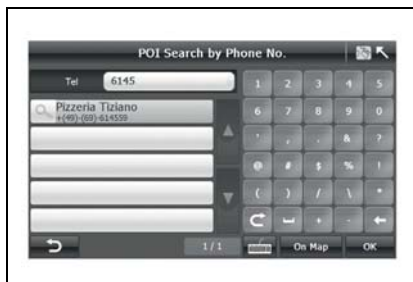 POI Search by Phone No.
Tel 6145
1 2 3 4 5
Pizzeria Tiziano
+(49)-(69)-614559
6 7 8 9 0
' , . & ?
@ # $ % !
( ) / \ *
+ -
1/1
On Map
OK